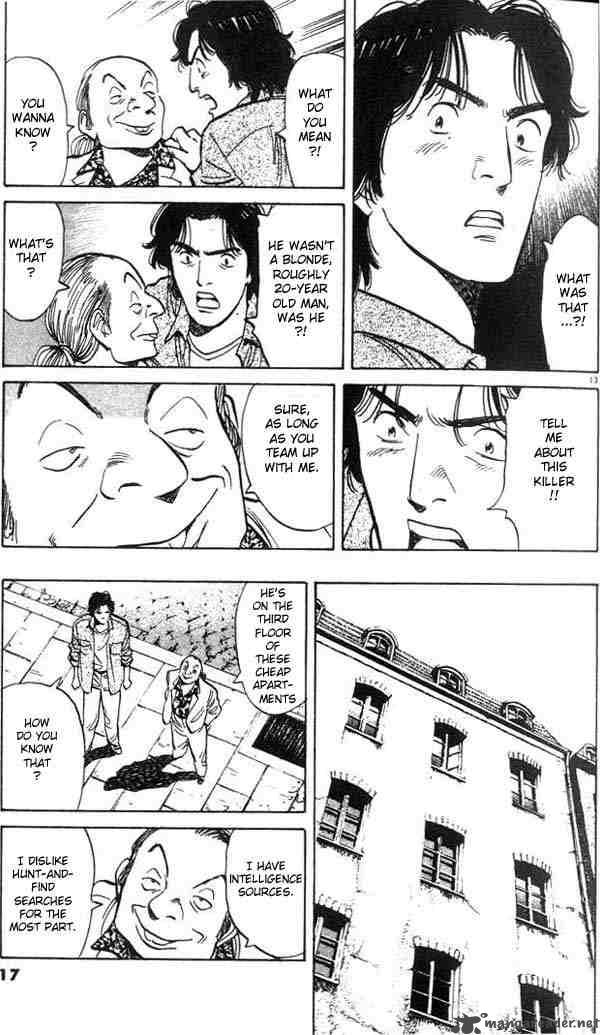 WHAT
WAS
THAT
...?!
WHAT
DO
YOU
MEAN
?!
YOU
WANNA
KNOW
?
HE WASN'T
A BLONDE,
ROUGHLY
20-YEAR
OLD MAN,
WAS HE
?!
WHAT'S
THAT
?
13
TELL
ME
ABOUT
THIS
KILLER
!!
SURE,
AS LONG
AS YOU
TEAM UP
WITH ME.
HE'S
ON THE
THIRD
FLOOR
OF
THESE
CHEAP
APART-
MENTS
HOW
DO YOU
KNOW
THAT
?
I HAVE
INTELLIGENCE
SOURCES.
I DISLIKE
HUNT-AND-
FIND
SEARCHES
FOR THE
MOST PART.
17